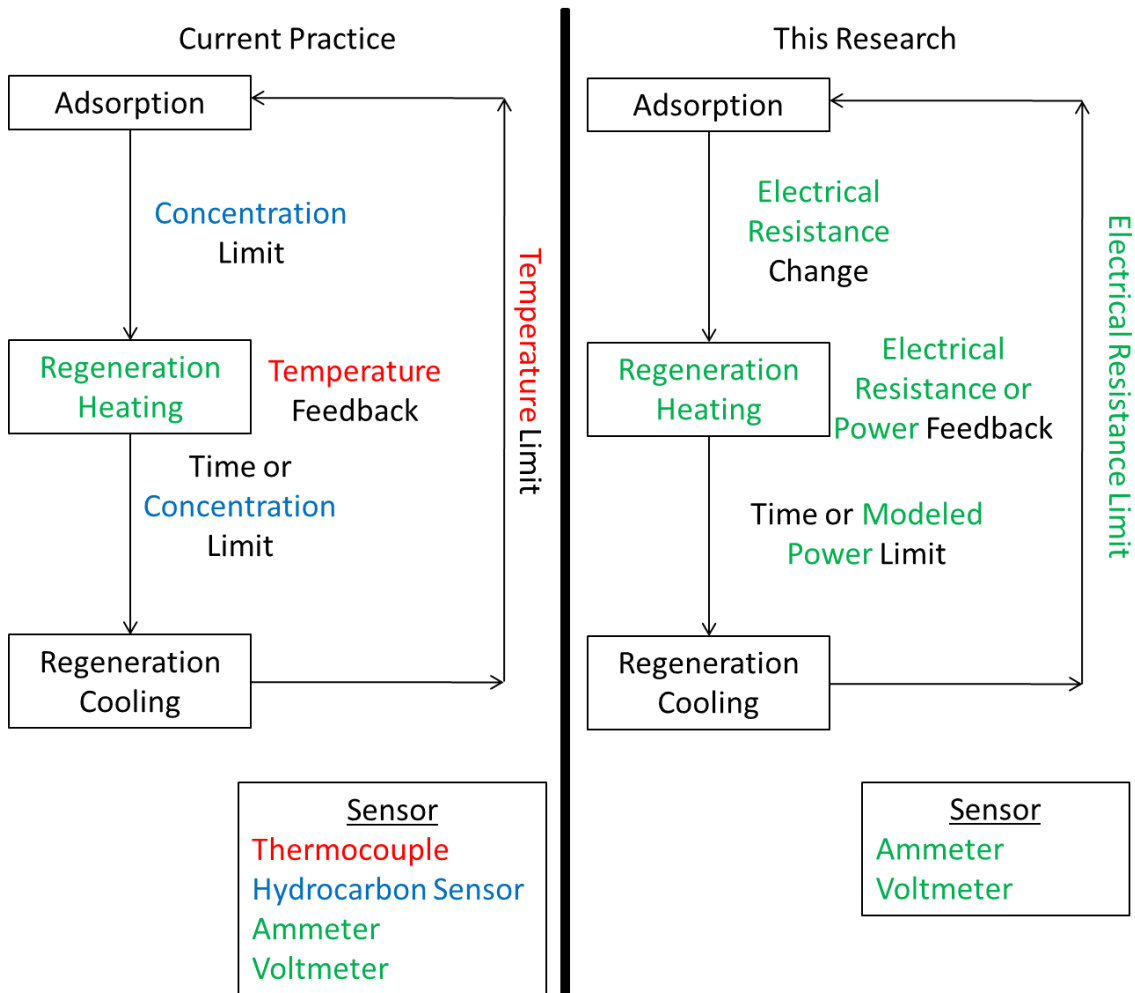 Current Practice
Adsorption
Concentration
Limit
Regeneration
Heating
Temperature
Feedback
Time or
Concentration
Limit
Regeneration
Cooling
Temperature Limit
Sensor
Thermocouple
Hydrocarbon Sensor
Ammeter
Voltmeter
This Research
Adsorption
Electrical
Resistance
Change
Regeneration
Heating
Electrical
Resistance or
Power Feedback
Time or Modeled
Power Limit
Regeneration
Cooling
Electrical Resistance Limit
Sensor
Ammeter
Voltmeter